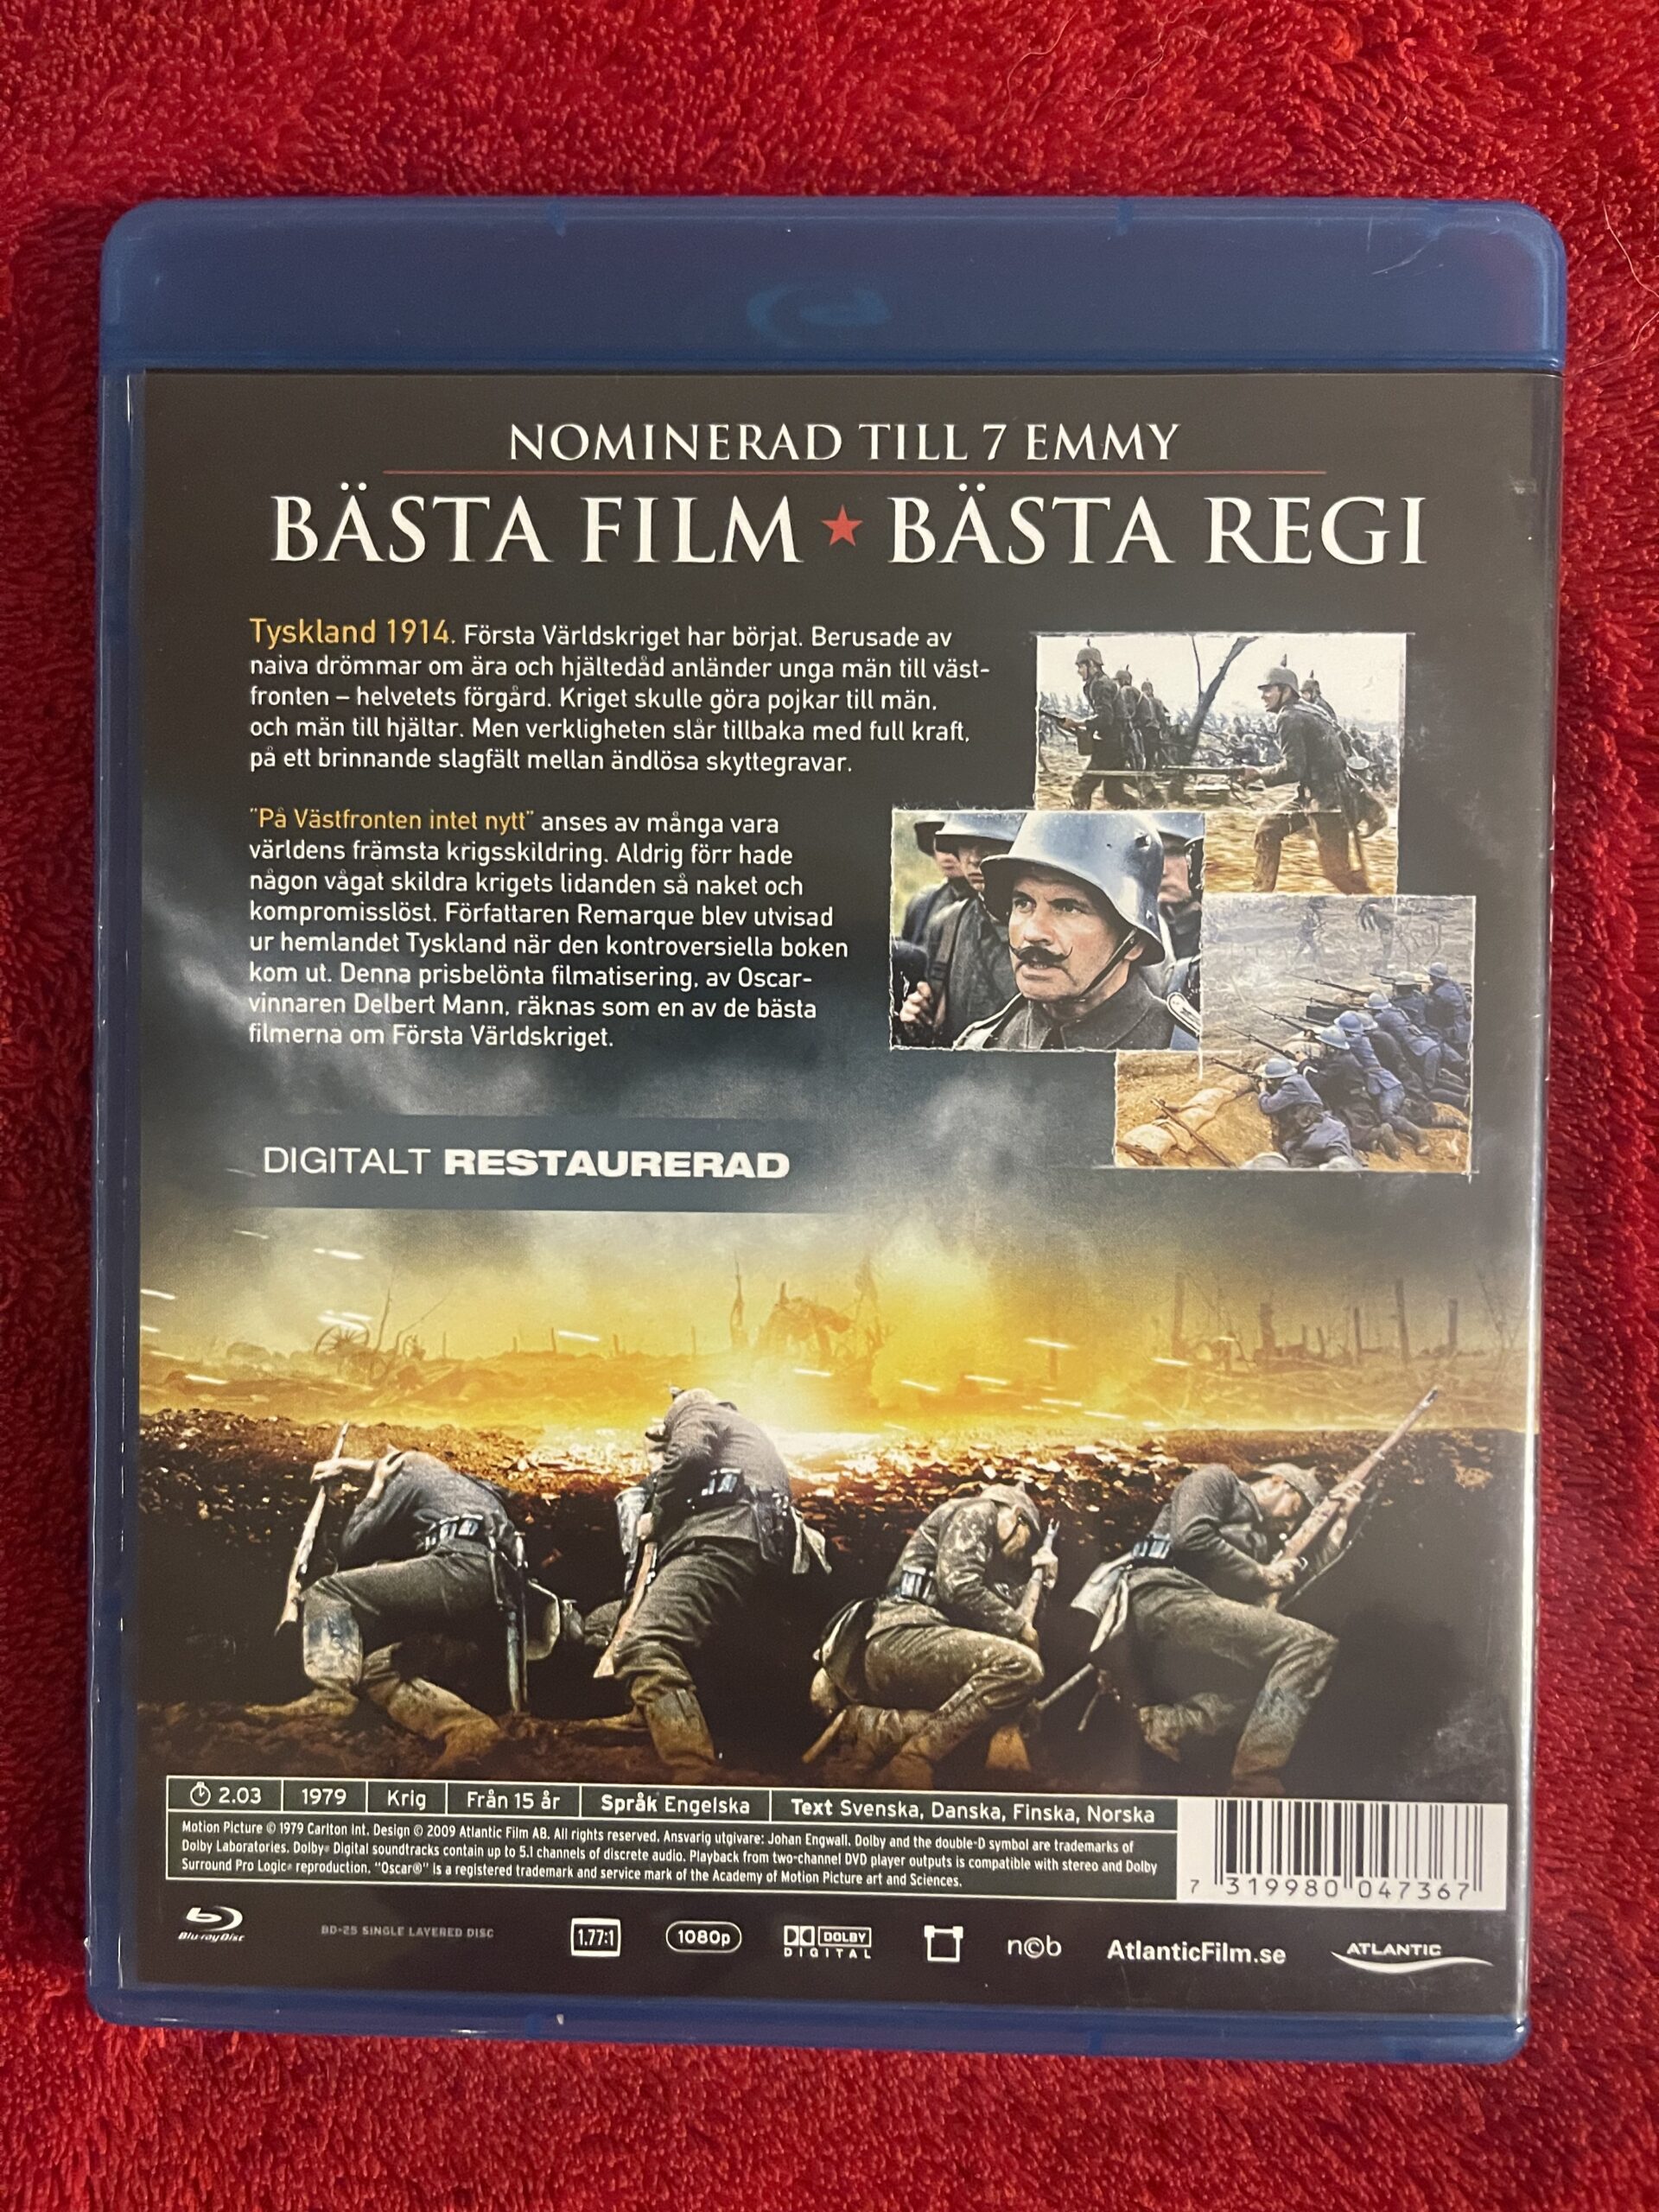 NOMINERAD TILL 7 EMMY
BÄSTA FILM ★ BÄSTA REGI
Tyskland 1914. Första Världskriget har börjat. Berusade av
naiva drömmar om ära och hjältedåd anländer unga män till väst-
fronten – helvetets förgård. Kriget skulle göra pojkar till män,
och män till hjältar. Men verkligheten slår tillbaka med full kraft,
på ett brinnande slagfält mellan ändlösa skyttegravar.
"På Västfronten intet nytt" anses av många vara
världens främsta krigsskildring. Aldrig förr hade
någon vågat skildra krigets lidanden så naket och
kompromisslöst. Författaren Remarque blev utvisad
ur hemlandet Tyskland när den kontroversiella boken
kom ut. Denna prisbelönta filmatisering, av Oscar-
vinnaren Delbert Mann, räknas som en av de bästa
filmerna om Första Världskriget.
DIGITALT RESTAURERAD
2.03 1979 Krig Från 15 år Språk Engelska Text Svenska, Danska, Finska, Norska
Motion Picture © 1979 Carlton Int. Design © 2009 Atlantic Film AB. All rights reserved. Ansvarig utgivare: Johan Engwall. Dolby and the double-D symbol are trademarks of
Dolby Laboratories. Dolby® Digital soundtracks contain up to 5.1 channels of discrete audio. Playback from two-channel DVD player outputs is compatible with stereo and Dolby
Surround Pro Logic® reproduction. "Oscar®" is a registered trademark and service mark of the Academy of Motion Picture art and Sciences.
7 319980 047367
Blu-ray Disc BD-25 SINGLE LAYERED DISC 1.77:1 1080p DOLBY DIGITAL n©b AtlanticFilm.se ATLANTIC